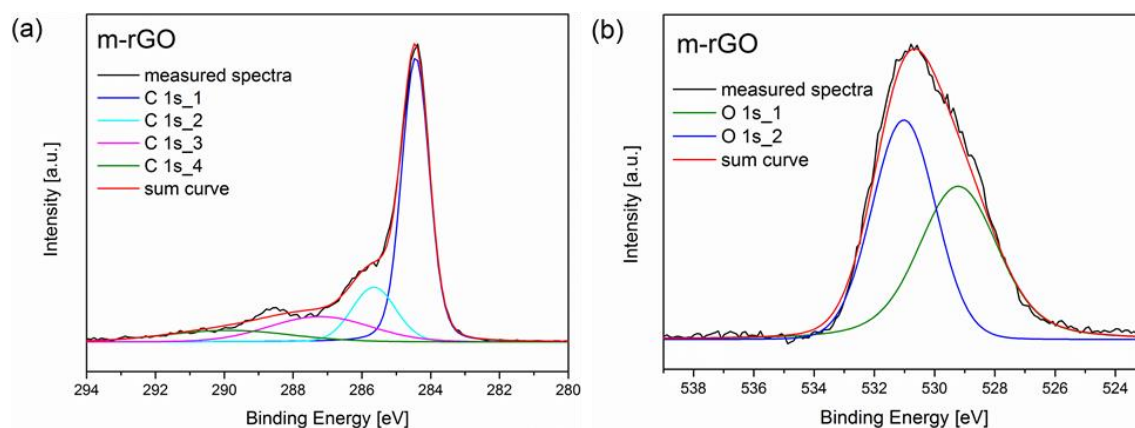 (a)
m-rGO
measured spectra
C 1s_1
C 1s_2
C 1s_3
C 1s_4
sum curve
Intensity [a.u.]
294 292 290 288 286 284 282 280
Binding Energy [eV]
(b)
m-rGO
measured spectra
O 1s_1
O 1s_2
sum curve
Intensity [a.u.]
538 536 534 532 530 528 526 524
Binding Energy [eV]